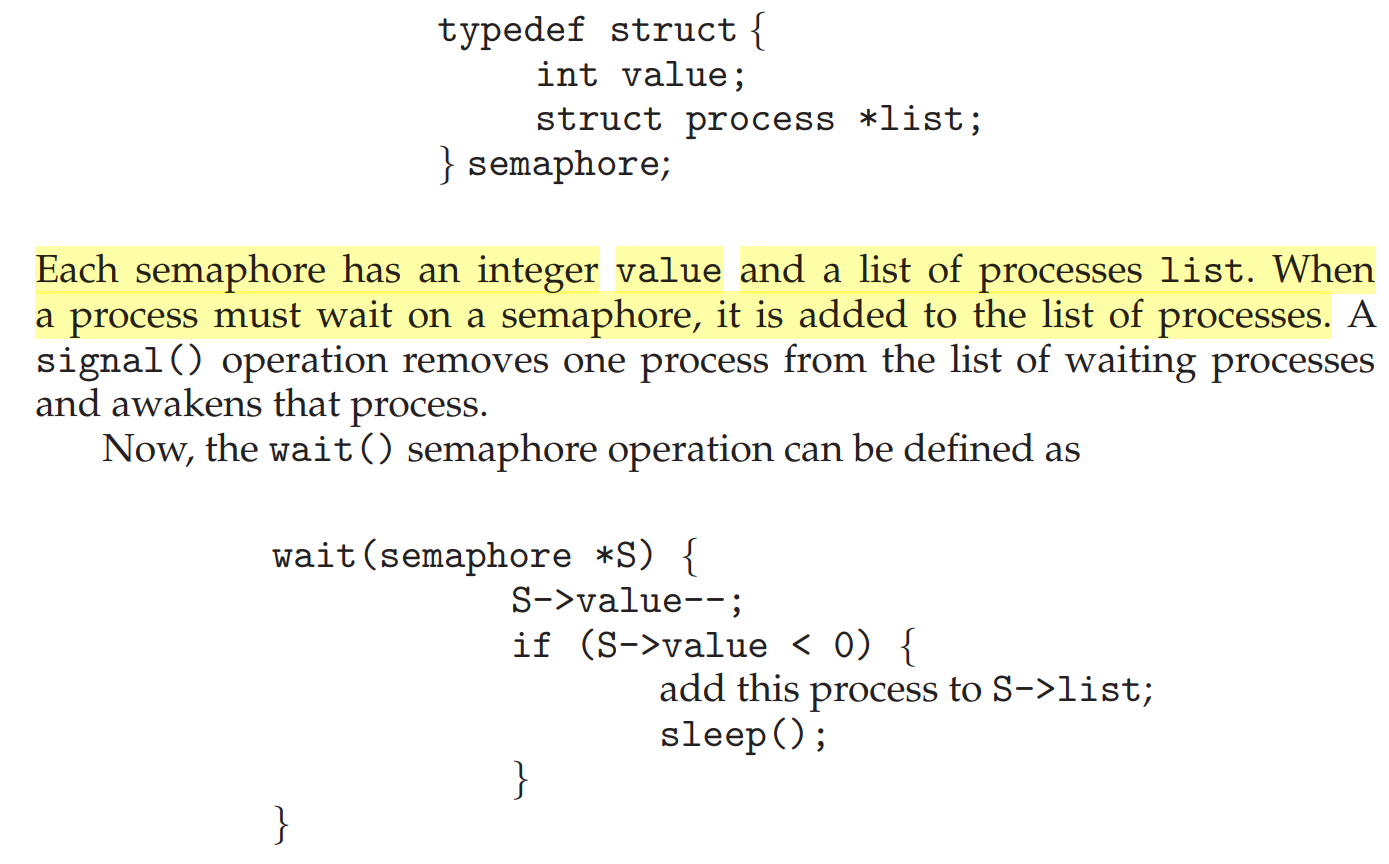 typedef struct {
int value;
struct process *list;
} semaphore;
Each semaphore has an integer value and a list of processes list. When
a process must wait on a semaphore, it is added to the list of processes. A
signal() operation removes one process from the list of waiting processes
and awakens that process.
Now, the wait() semaphore operation can be defined as
wait(semaphore *S) {
S->value--;
if (S->value < 0) {
add this process to S->list;
sleep();
}
}